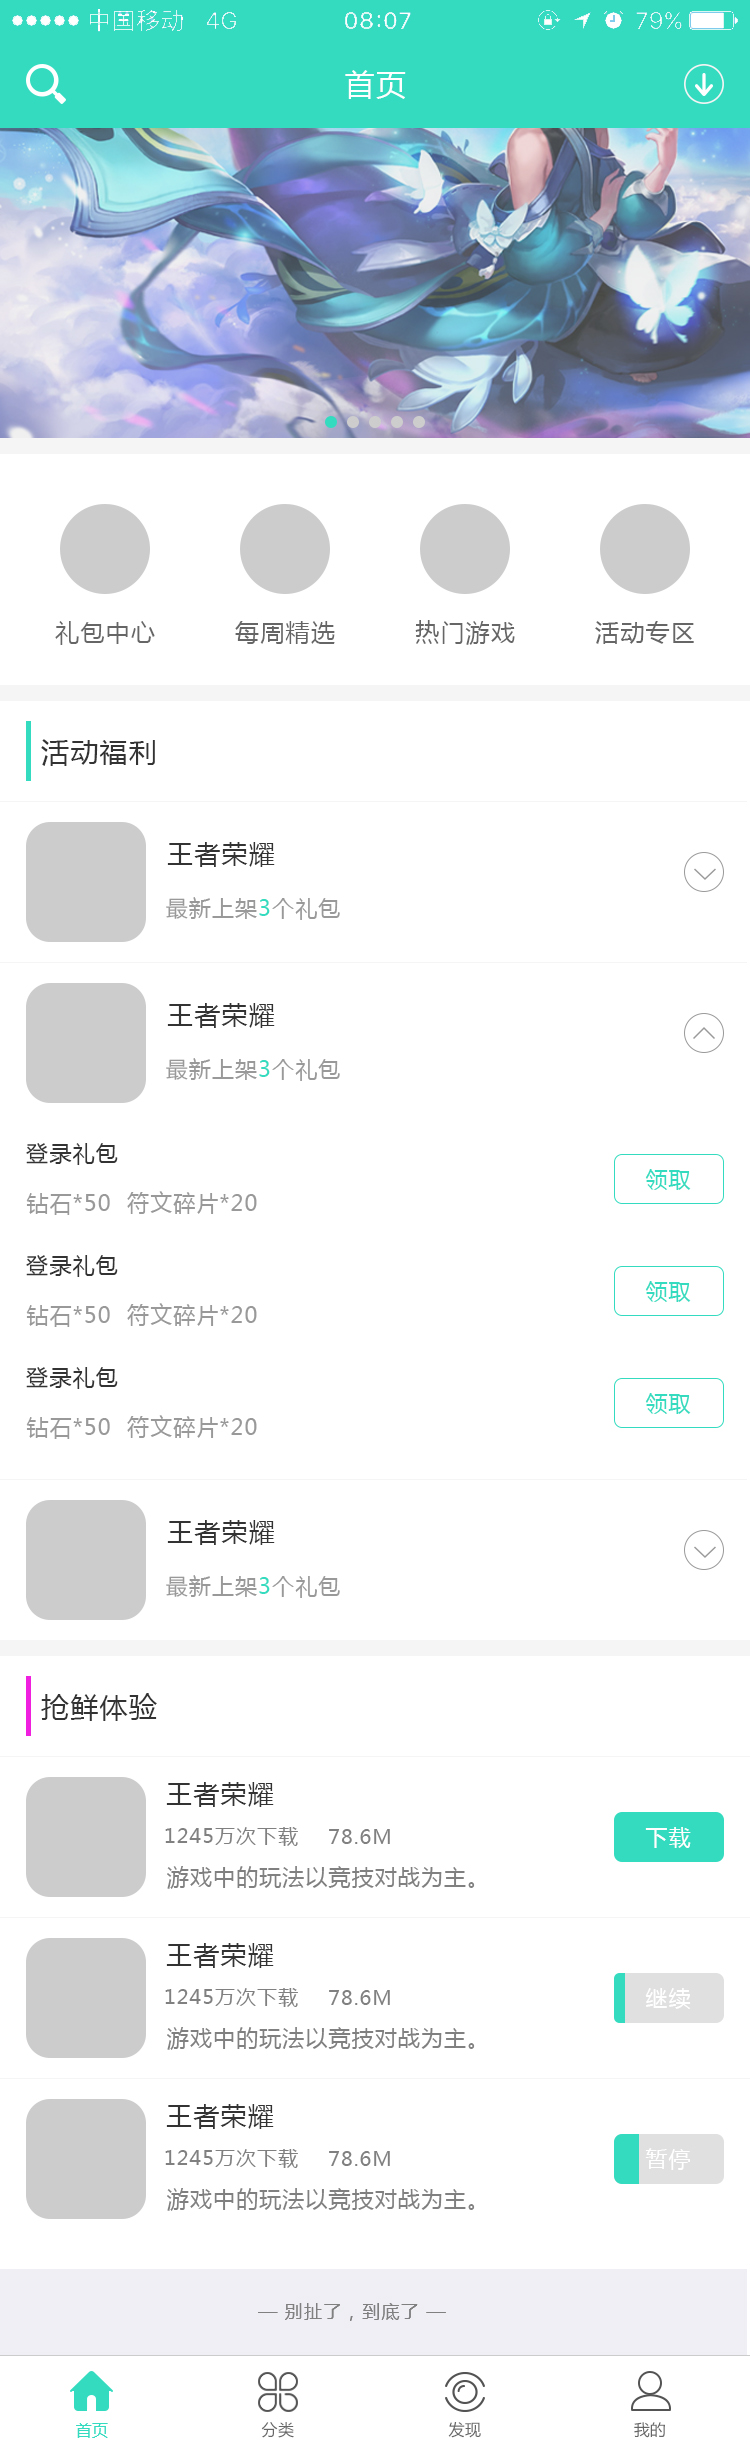 中国移动 4G 08:07 79%
首页
礼包中心 每周精选 热门游戏 活动专区
活动福利
王者荣耀
最新上架3个礼包
王者荣耀
最新上架3个礼包
登录礼包
钻石*50 符文碎片*20
领取
登录礼包
钻石*50 符文碎片*20
领取
登录礼包
钻石*50 符文碎片*20
领取
王者荣耀
最新上架3个礼包
抢鲜体验
王者荣耀
1245万次下载 78.6M
游戏中的玩法以竞技对战为主。
下载
王者荣耀
1245万次下载 78.6M
游戏中的玩法以竞技对战为主。
继续
王者荣耀
1245万次下载 78.6M
游戏中的玩法以竞技对战为主。
暂停
— 别扯了，到底了 —
首页 分类 发现 我的